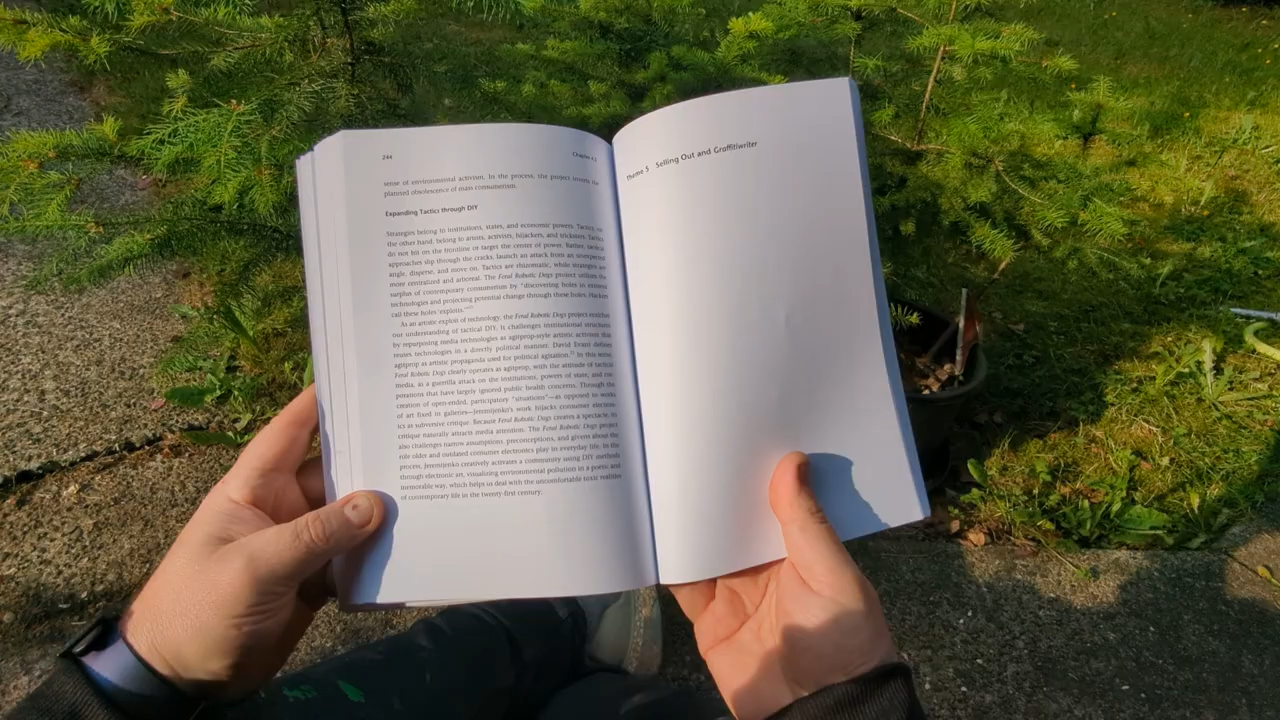 244
Chapter 13
sense of environmental activism. In the process, the project inverts the
planned obsolescence of mass consumerism.
Expanding Tactics through DIY
Strategies belong to institutions, states, and economic powers. Tactics, on
the other hand, belong to artists, activists, hijackers, and tricksters. Tactics
do not hit on the frontline or target the center of power. Rather, tactical
approaches slip through the cracks, launch an attack from an unexpected
angle, disperse, and move on. Tactics are rhizomatic, while strategies are
more centralized and arboreal. The Feral Robotic Dogs project utilizes the
surplus of contemporary consumerism by "discovering holes in existent
technologies and projecting potential change through these holes. Hackers
call these holes 'exploits.'"
As an artistic exploit of technology, the Feral Robotic Dogs project enriches
our understanding of tactical DIY. It challenges institutional structures
by repurposing media technologies as agitprop-style artistic activism that
reuses technologies in a directly political manner. David Evans defines
agitprop as artistic propaganda used for political agitation. In this sense,
Feral Robotic Dogs clearly operates as agitprop, with the attitude of tactical
media, as a guerilla attack on the institutions, powers of state, and cor-
porations that have largely ignored public health concerns. Through the
creation of open-ended, participatory "situations"—as opposed to works
of art fixed in galleries—Jeremijenko's work hijacks consumer electron-
ics as subversive critique. Because Feral Robotic Dogs creates a spectacle, its
critique naturally attracts media attention. The Feral Robotic Dogs project
also challenges narrow assumptions, preconceptions, and givens about the
role older and outdated consumer electronics play in everyday life. In the
process, Jeremijenko creatively activates a community using DIY methods
through electronic art, visualizing environmental pollution in a poetic and
memorable way, which helps us deal with the uncomfortable toxic realities
of contemporary life in the twenty-first century.
Theme 5 Selling Out and Graffitiwriter